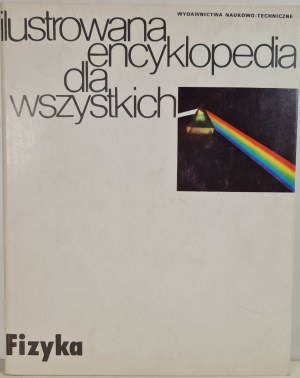 WYDAWNICTWA NAUKOWO-TECHNICZNE
ilustrowana
encyklopedia
dla
wszystkich
Fizyka